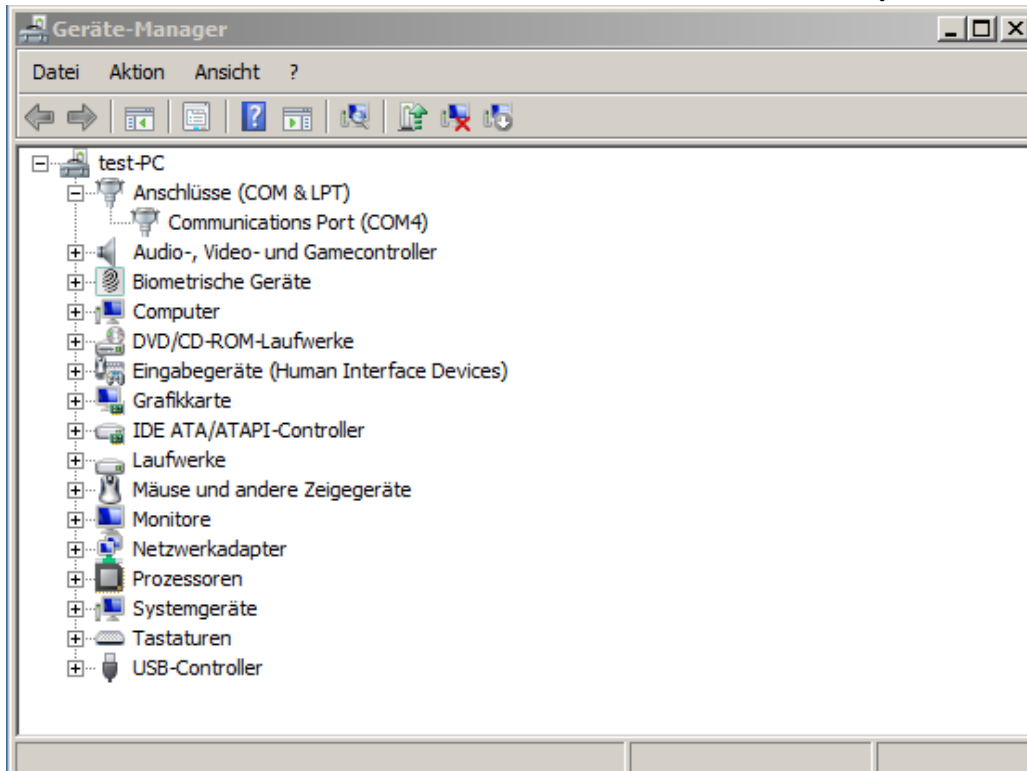 Geräte-Manager
Datei Aktion Ansicht ?
?
test-PC
Anschlüsse (COM & LPT)
Communications Port (COM4)
Audio-, Video- und Gamecontroller
Biometrische Geräte
Computer
DVD/CD-ROM-Laufwerke
Eingabegeräte (Human Interface Devices)
Grafikkarte
IDE ATA/ATAPI-Controller
Laufwerke
Mäuse und andere Zeigegeräte
Monitore
Netzwerkadapter
Prozessoren
Systemgeräte
Tastaturen
USB-Controller